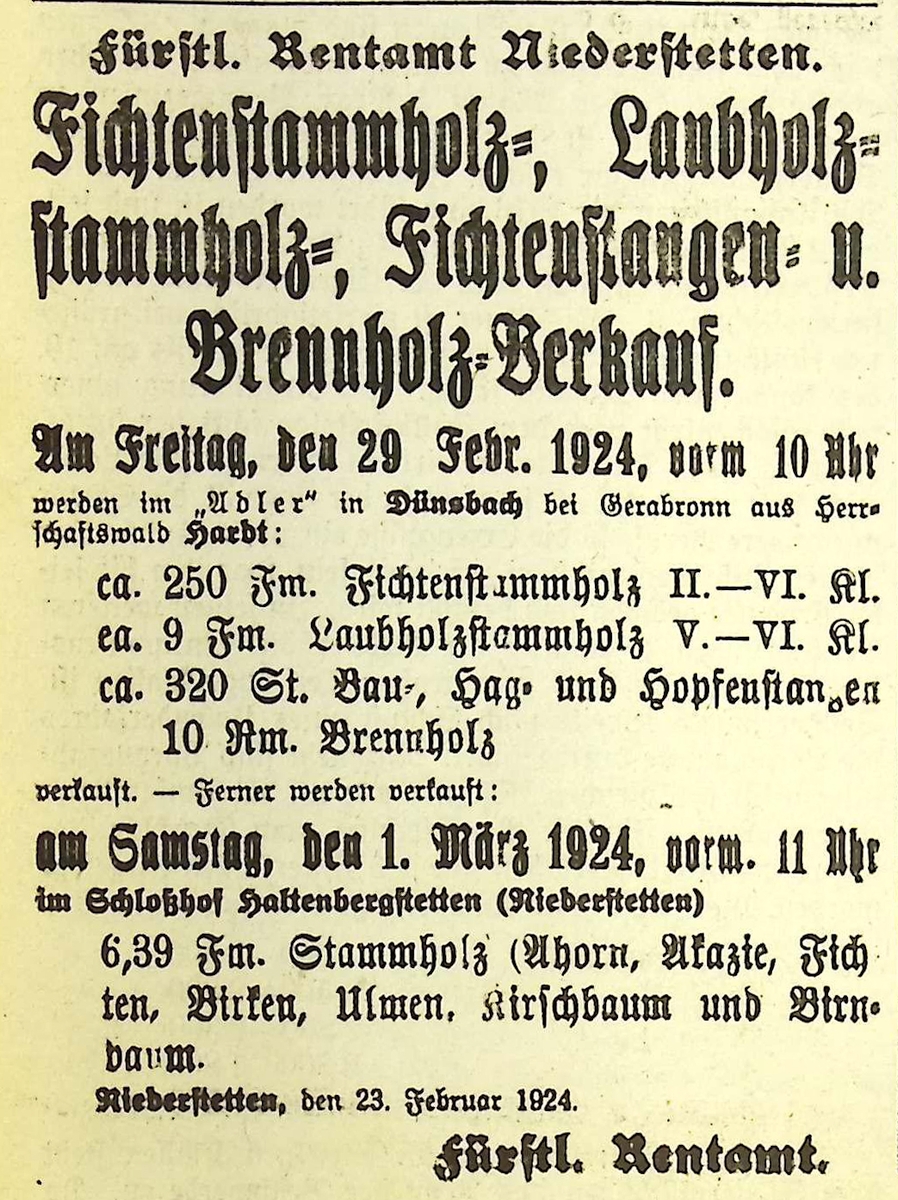 Fürstl. Rentamt Niederstetten.
Fichtenstammholz-, Laubholz-
stammholz-, Fichtenstangen- u.
Brennholz-Verkauf.
Am Freitag, den 29 Febr. 1924, vorm 10 Uhr
werden im „Adler“ in Dünsbach bei Gerabronn aus Herr-
schaftswald Hardt:
ca. 250 Fm. Fichtenstammholz II.—VI. Kl.
ea. 9 Fm. Laubholzstammholz V.—VI. Kl.
ca. 320 St. Bau-, Hag- und Hopfenstangen
10 Rm. Brennholz
verkauft. — Ferner werden verkauft:
am Samstag, den 1. März 1924, vorm. 11 Uhr
im Schloßhof Haltenbergstetten (Niederstetten)
6,39 Fm. Stammholz (Ahorn, Akazie, Fich
ten, Birken, Ulmen, Kirschbaum und Birn-
baum.
Niederstetten, den 23. Februar 1924.
Fürstl. Rentamt.